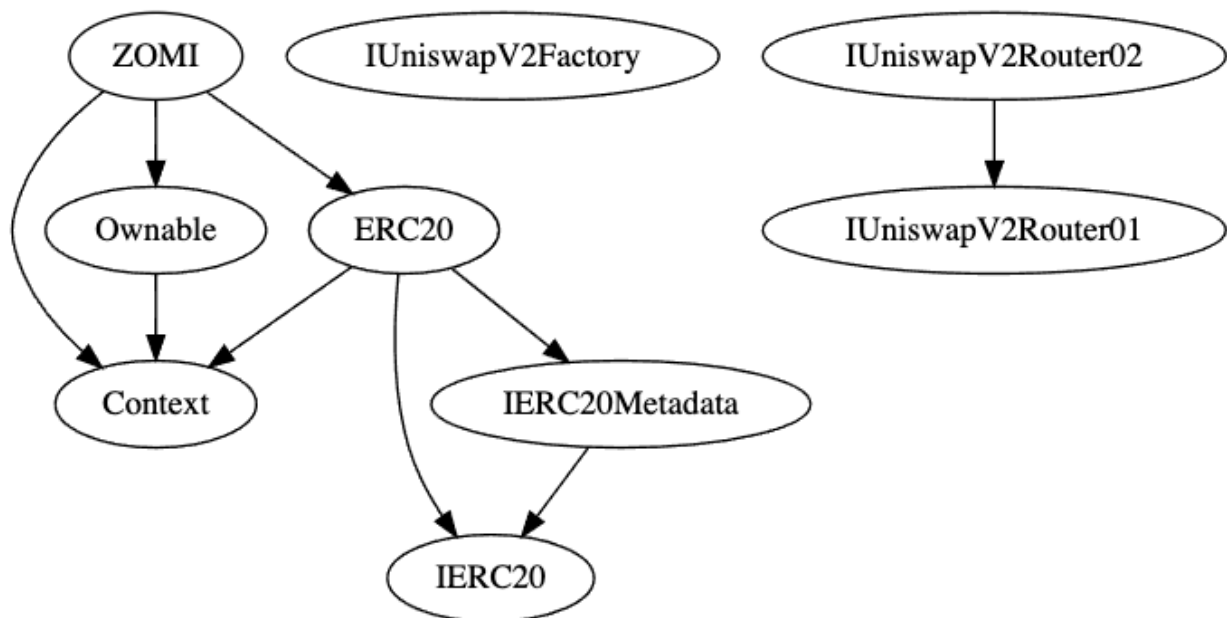 ZOMI
IUniswapV2Factory
IUniswapV2Router02
Ownable
ERC20
IUniswapV2Router01
Context
IERC20Metadata
IERC20